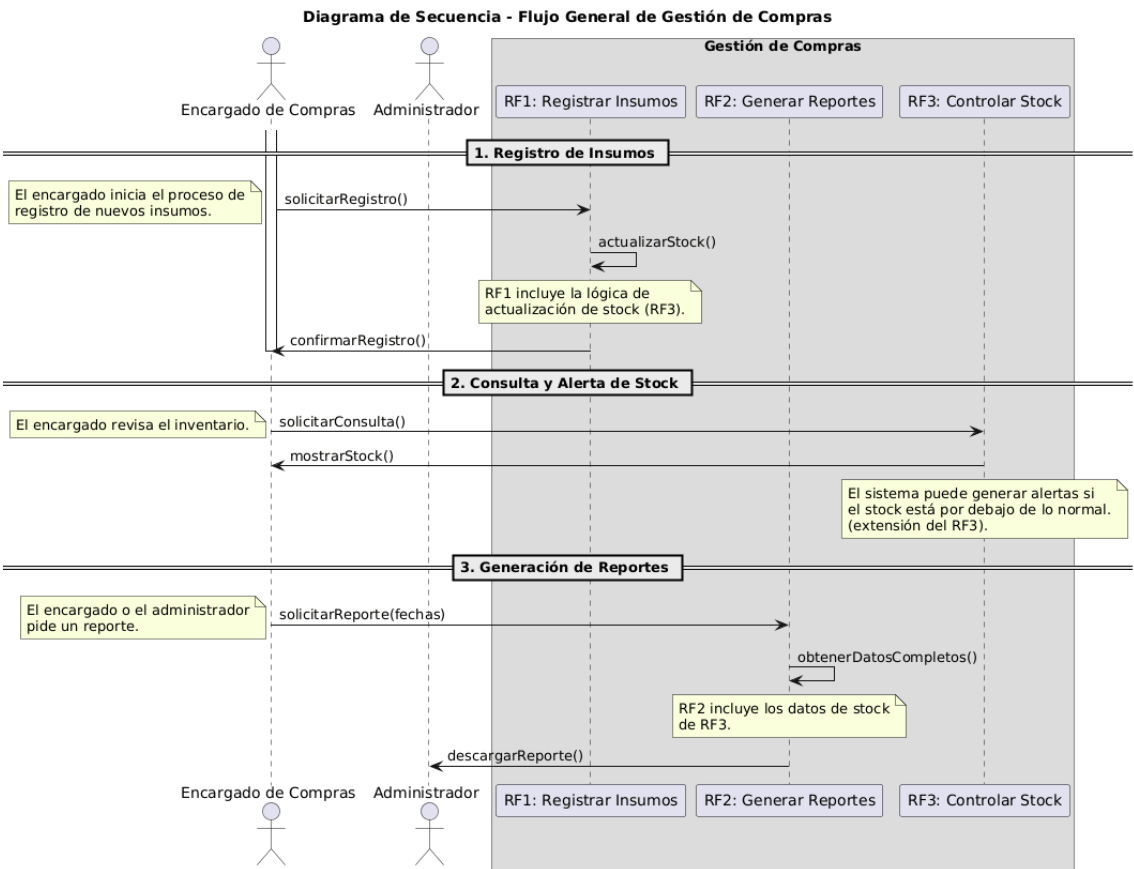 Diagrama de Secuencia - Flujo General de Gestión de Compras
Gestión de Compras
Encargado de Compras
Administrador
RF1: Registrar Insumos
RF2: Generar Reportes
RF3: Controlar Stock
1. Registro de Insumos
El encargado inicia el proceso de
registro de nuevos insumos.
solicitarRegistro()
actualizarStock()
RF1 incluye la lógica de
actualización de stock (RF3).
confirmarRegistro()
2. Consulta y Alerta de Stock
El encargado revisa el inventario.
solicitarConsulta()
mostrarStock()
El sistema puede generar alertas si
el stock está por debajo de lo normal.
(extensión del RF3).
3. Generación de Reportes
El encargado o el administrador
pide un reporte.
solicitarReporte(fechas)
obtenerDatosCompletos()
RF2 incluye los datos de stock
de RF3.
descargarReporte()
Encargado de Compras
Administrador
RF1: Registrar Insumos
RF2: Generar Reportes
RF3: Controlar Stock